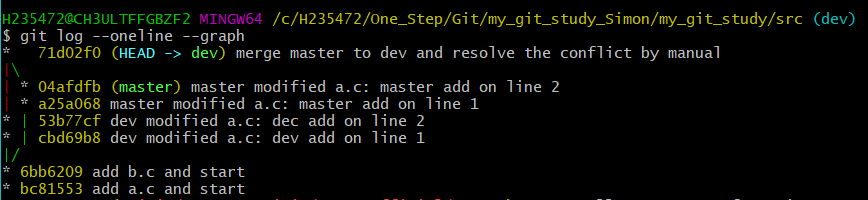 H235472@CH3ULTFFGBZF2 MINGW64 /c/H235472/One_Step/Git/my_git_study_Simon/my_git_study/src (dev)
$ git log --oneline --graph
*   71d02f0 (HEAD -> dev) merge master to dev and resolve the conflict by manual
|\
| * 04afdfb (master) master modified a.c: master add on line 2
| * a25a068 master modified a.c: master add on line 1
* | 53b77cf dev modified a.c: dec add on line 2
* | cbd69b8 dev modified a.c: dev add on line 1
|/
* 6bb6209 add b.c and start
* bc81553 add a.c and start